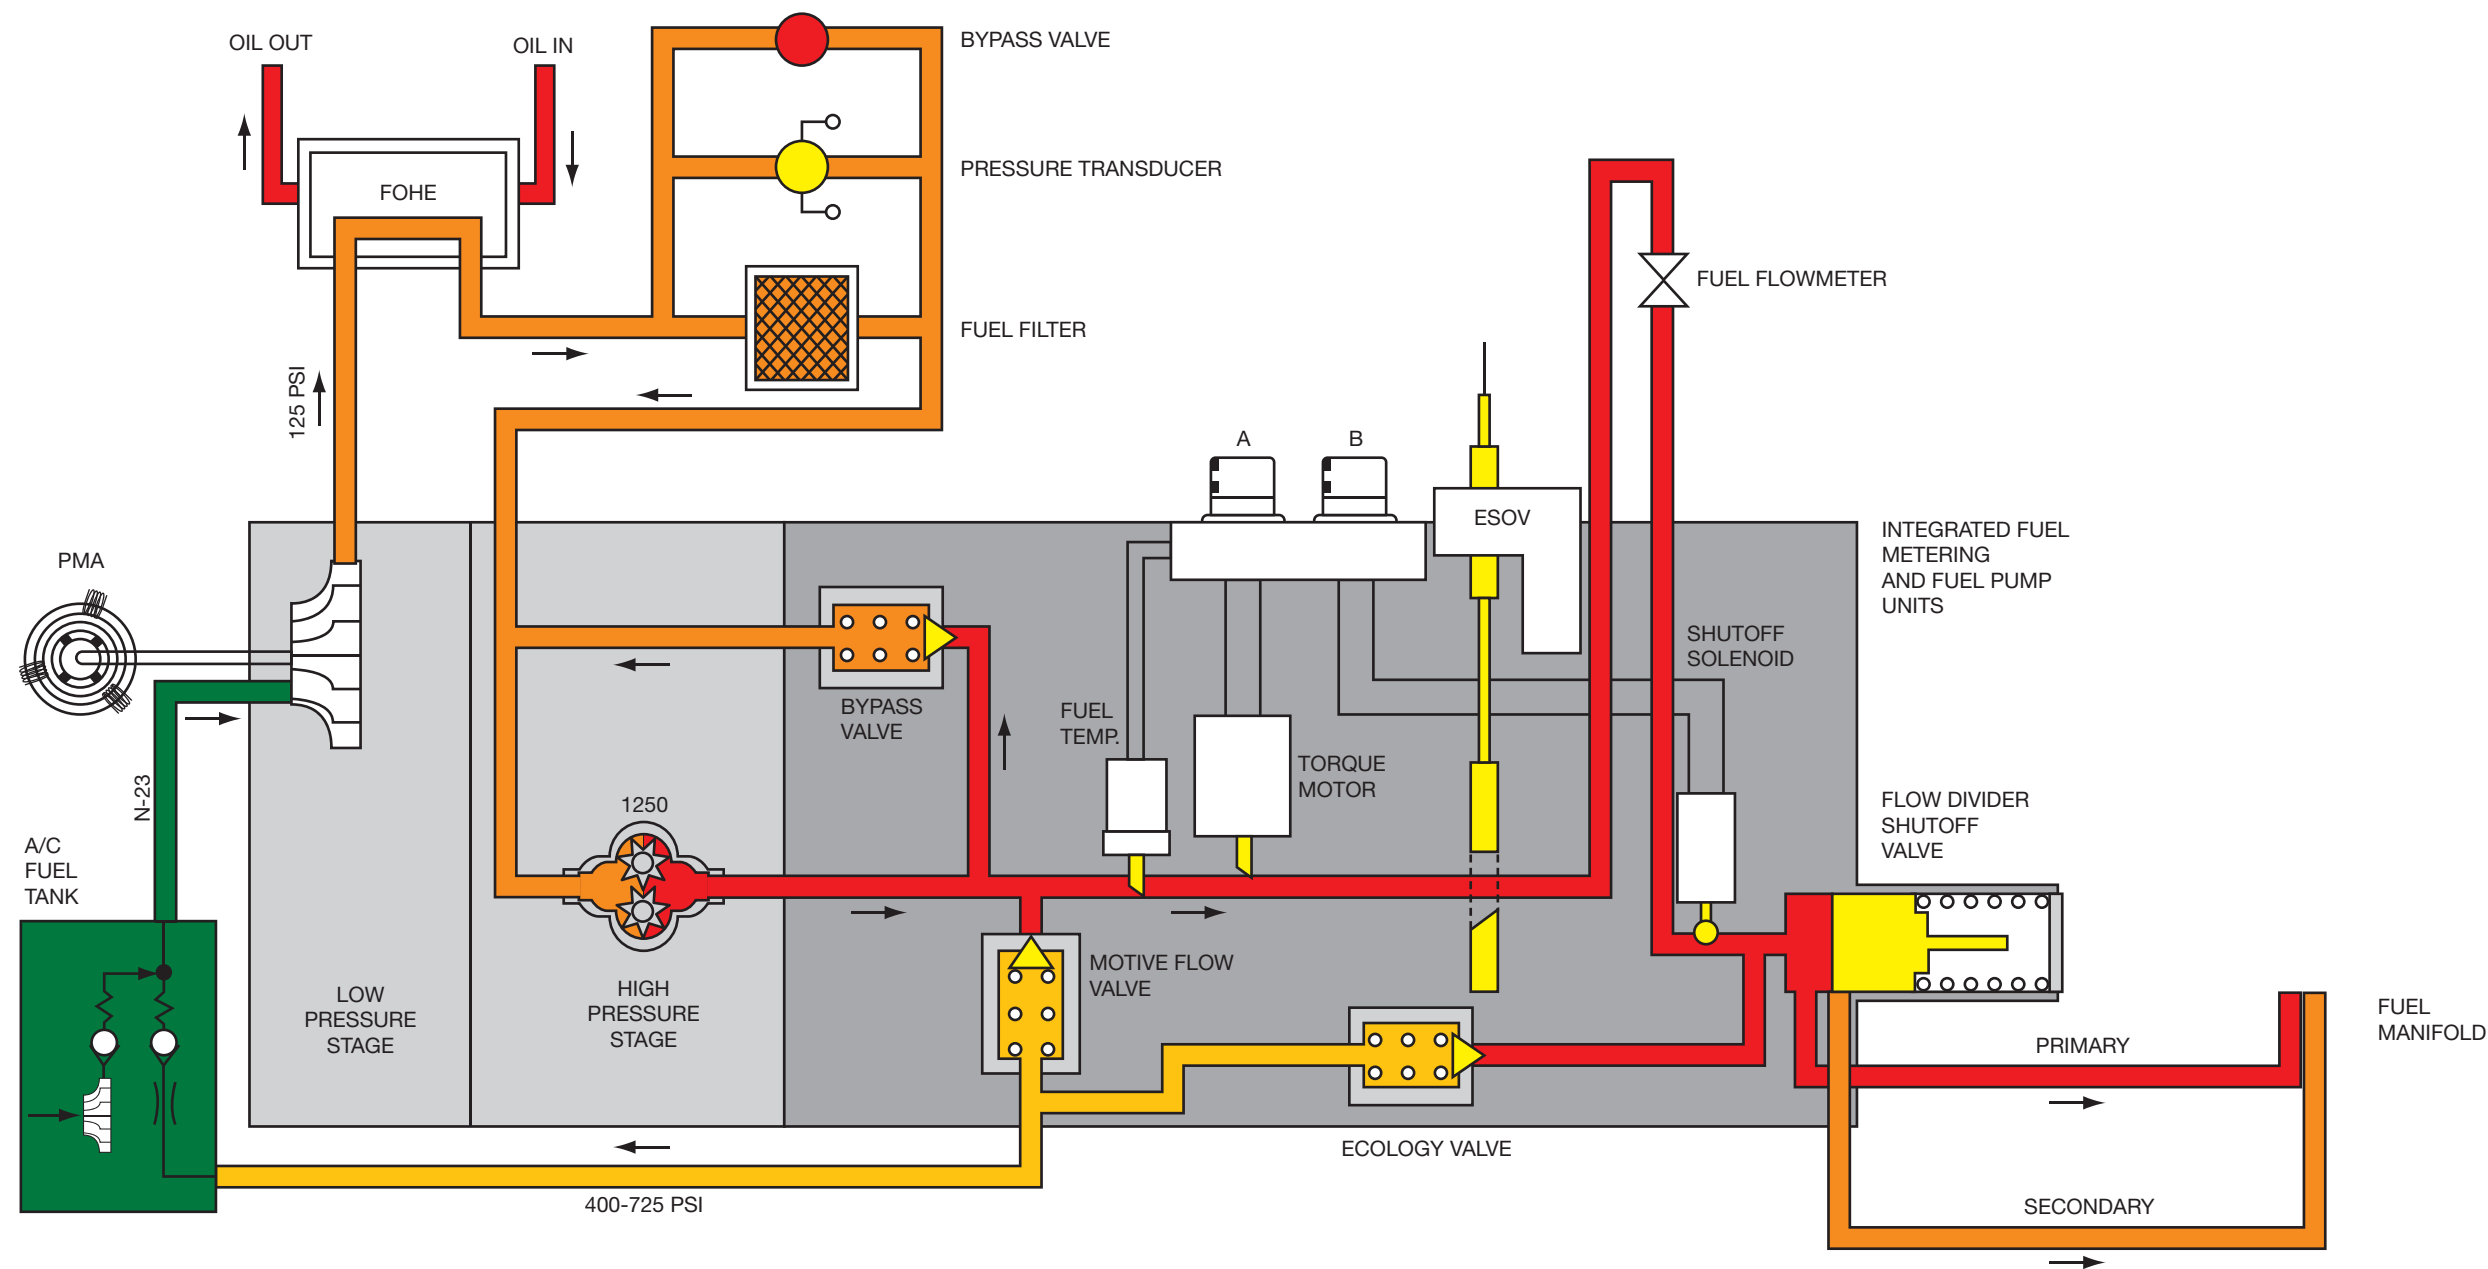 OIL OUT
OIL IN
BYPASS VALVE
FOHE
PRESSURE TRANSDUCER
FUEL FLOWMETER
FUEL FILTER
125 PSI
A
B
ESOV
PMA
INTEGRATED FUEL
METERING
AND FUEL PUMP
UNITS
SHUTOFF
SOLENOID
BYPASS
VALVE
FUEL
TEMP.
TORQUE
MOTOR
N-23
1250
FLOW DIVIDER
SHUTOFF
VALVE
A/C
FUEL
TANK
MOTIVE FLOW
VALVE
LOW
PRESSURE
STAGE
HIGH
PRESSURE
STAGE
FUEL
MANIFOLD
PRIMARY
ECOLOGY VALVE
400-725 PSI
SECONDARY